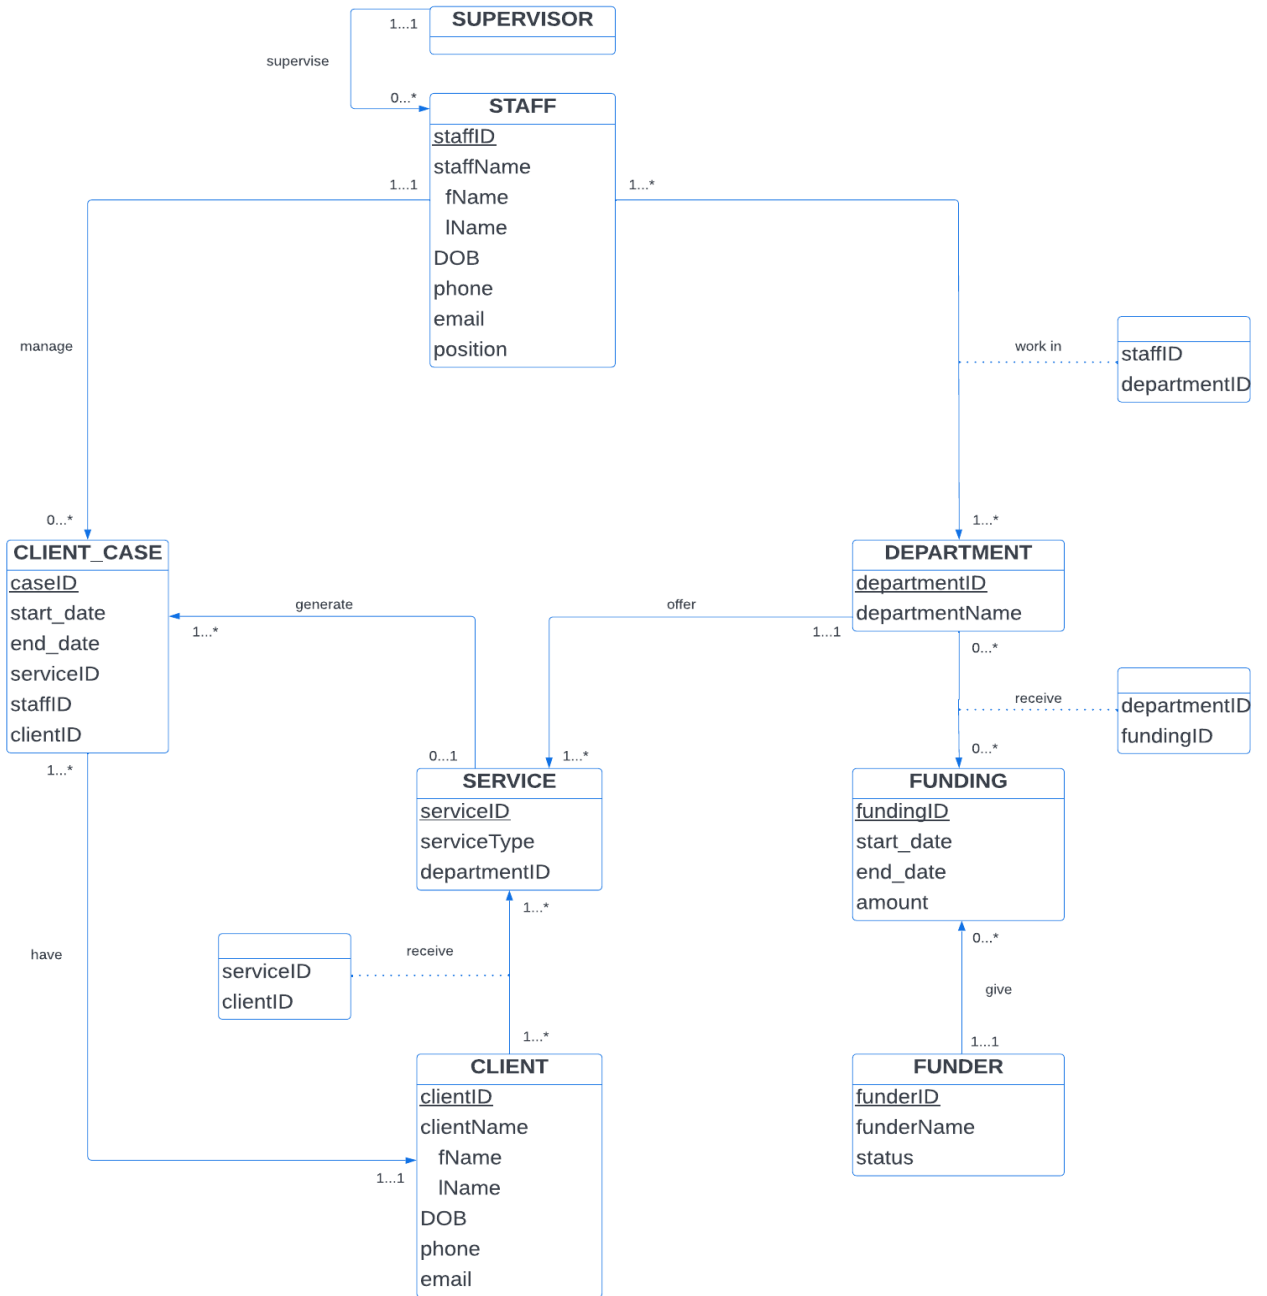 SUPERVISOR
1...1
supervise
0...*
STAFF
staffID
staffName
fName
lName
DOB
phone
email
position
1...1
1...*
manage
work in
staffID
departmentID
0...*
1...*
CLIENT_CASE
caseID
start_date
end_date
serviceID
staffID
clientID
generate
1...*
offer
DEPARTMENT
departmentID
departmentName
1...1
0...*
receive
departmentID
fundingID
1...*
0...1
1...*
0...*
SERVICE
serviceID
serviceType
departmentID
FUNDING
fundingID
start_date
end_date
amount
1...*
0...*
have
receive
serviceID
clientID
give
1...*
1...1
CLIENT
clientID
clientName
fName
lName
DOB
phone
email
1...1
FUNDER
funderID
funderName
status